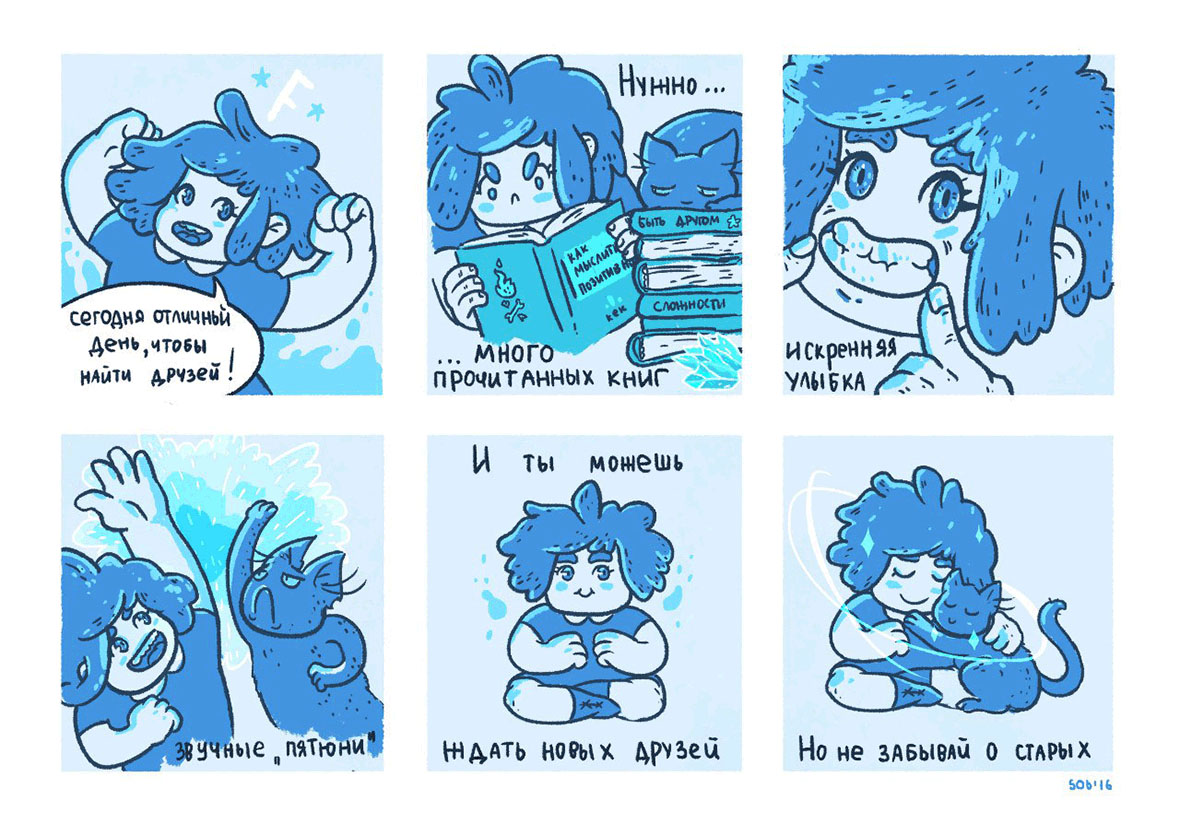 F
Сегодня отличный
день, чтобы
найти друзей!
Нужно...
Быть другом
Как
мыслить
позитивн
кек
сложности
... много
прочитанных книг
искренняя
улыбка
звучные „пятюни"
И ты можешь
ждать новых друзей
Но не забывай о старых
SOB'16